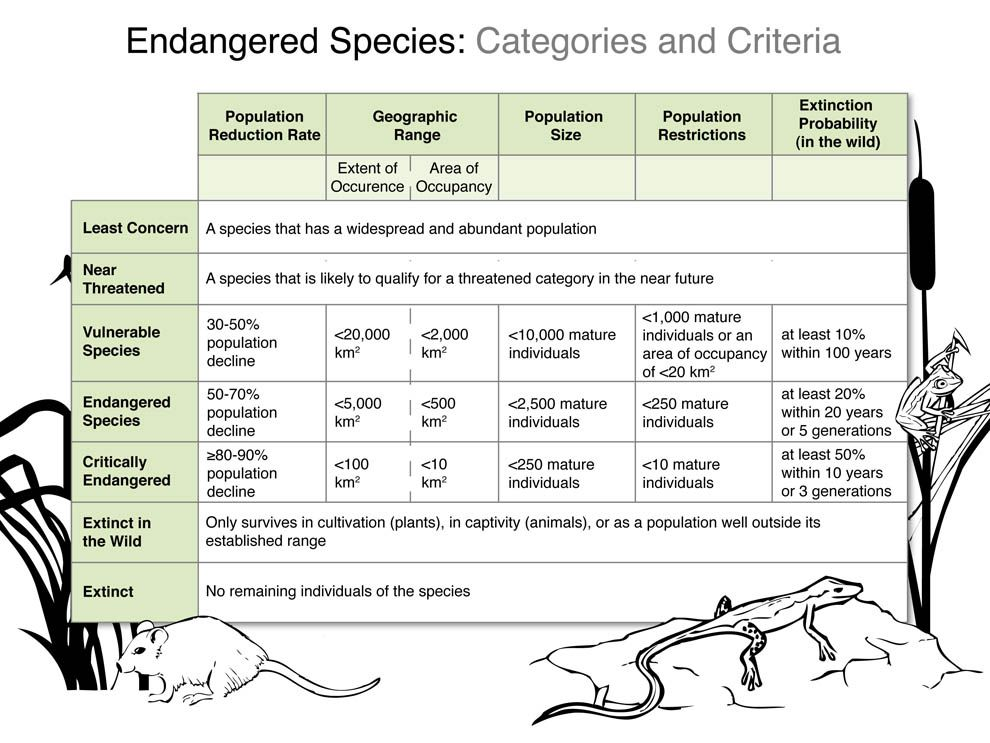 Endangered Species: Categories and Criteria
Population
Reduction Rate
Geographic
Range
Population
Size
Population
Restrictions
Extinction
Probability
(in the wild)
Extent of
Occurence
Area of
Occupancy
Least Concern
A species that has a widespread and abundant population
Near
Threatened
A species that is likely to qualify for a threatened category in the near future
Vulnerable
Species
30-50%
population
decline
<20,000
km²
<2,000
km²
<10,000 mature
individuals
<1,000 mature
individuals or an
area of occupancy
of <20 km²
at least 10%
within 100 years
Endangered
Species
50-70%
population
decline
<5,000
km²
<500
km²
<2,500 mature
individuals
<250 mature
individuals
at least 20%
within 20 years
or 5 generations
Critically
Endangered
≥80-90%
population
decline
<100
km²
<10
km²
<250 mature
individuals
<10 mature
individuals
at least 50%
within 10 years
or 3 generations
Extinct in
the Wild
Only survives in cultivation (plants), in captivity (animals), or as a population well outside its
established range
Extinct
No remaining individuals of the species